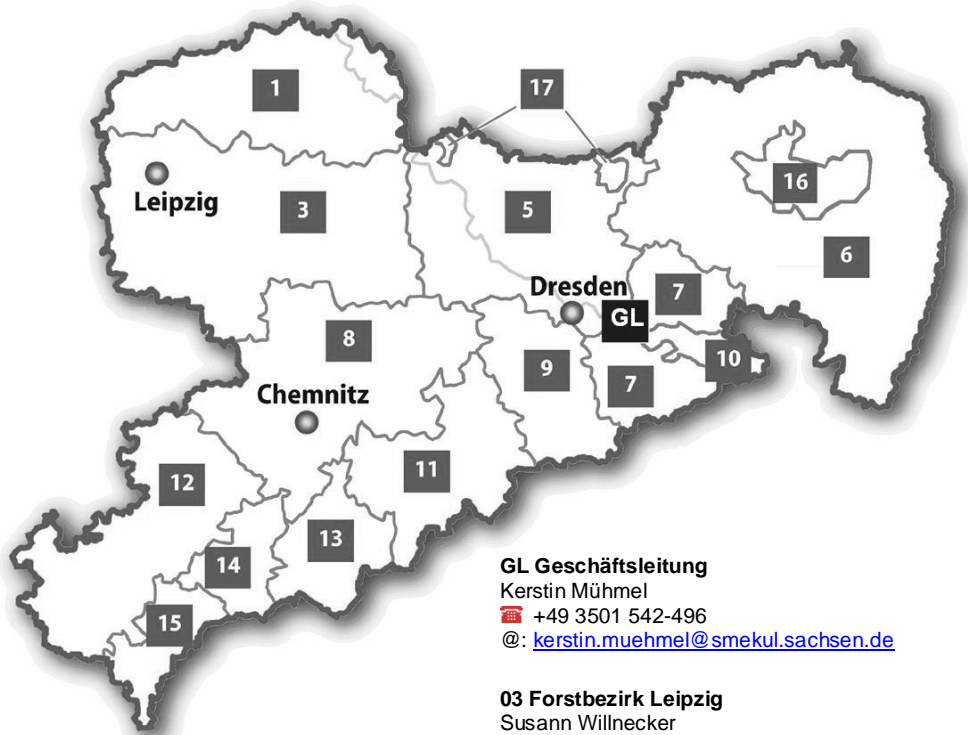 1
17
16
Leipzig
3
5
6
Dresden
7
GL
8
10
9
7
Chemnitz
11
12
13
14
15
GL Geschäftsleitung
Kerstin Mühmel
☎ +49 3501 542-496
@: kerstin.muehmel@smekul.sachsen.de
03 Forstbezirk Leipzig
Susann Willnecker